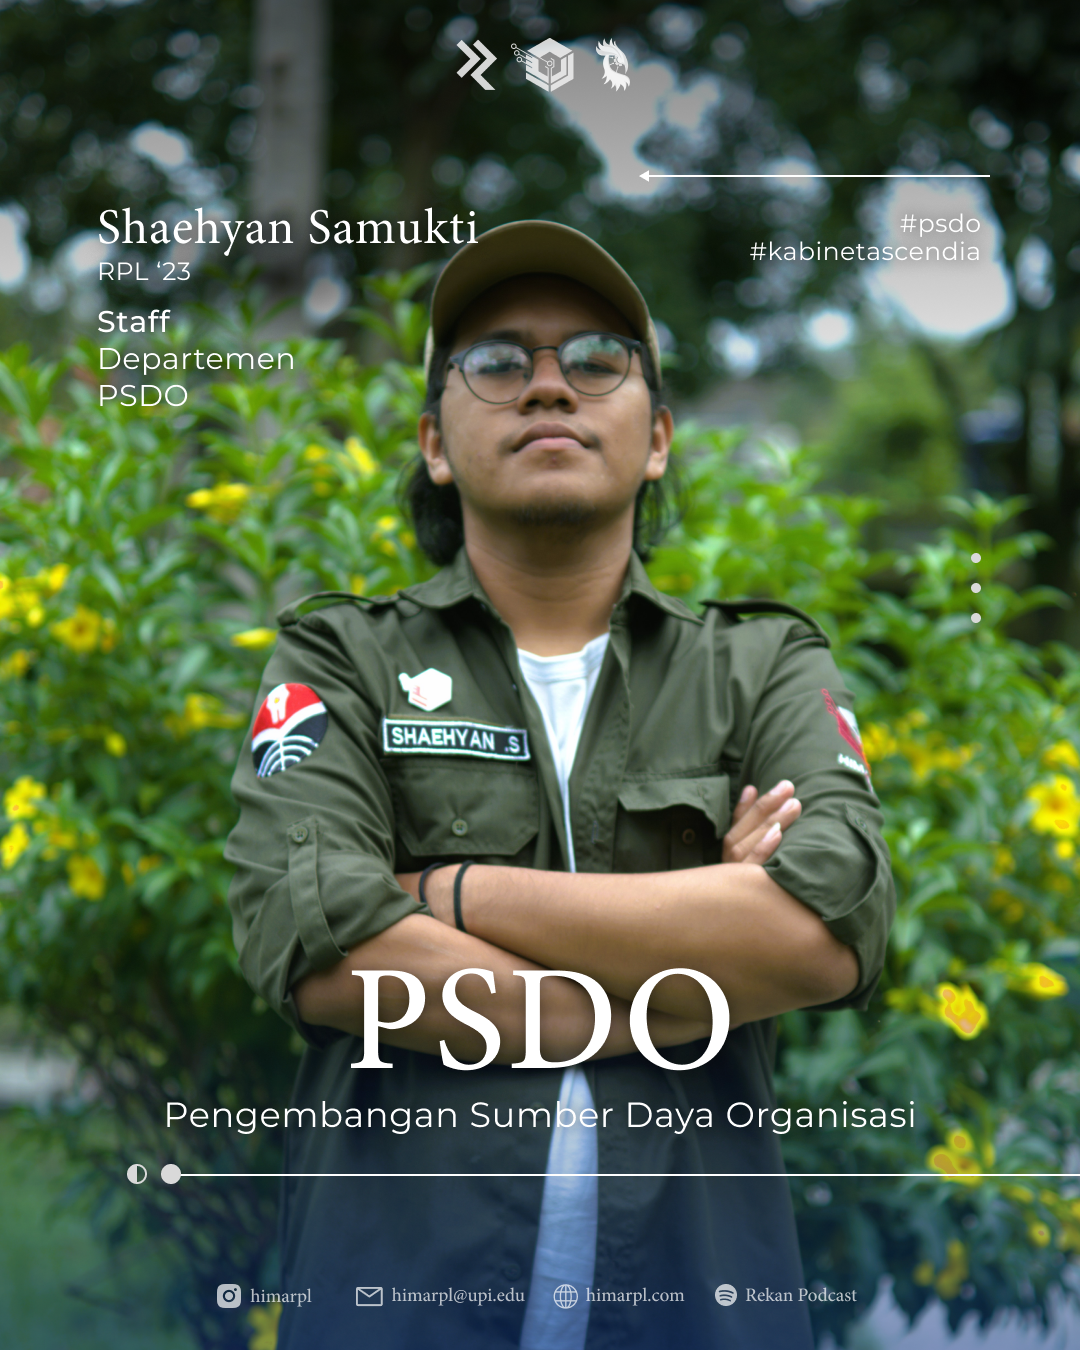 Shaehyan Samukti
RPL ‘23
Staff
Departemen
PSDO
#psdo
#kabinetascendia
SHAEHYAN .S
PSDO
Pengembangan Sumber Daya Organisasi
himarpl
himarpl@upi.edu
himarpl.com
Rekan Podcast